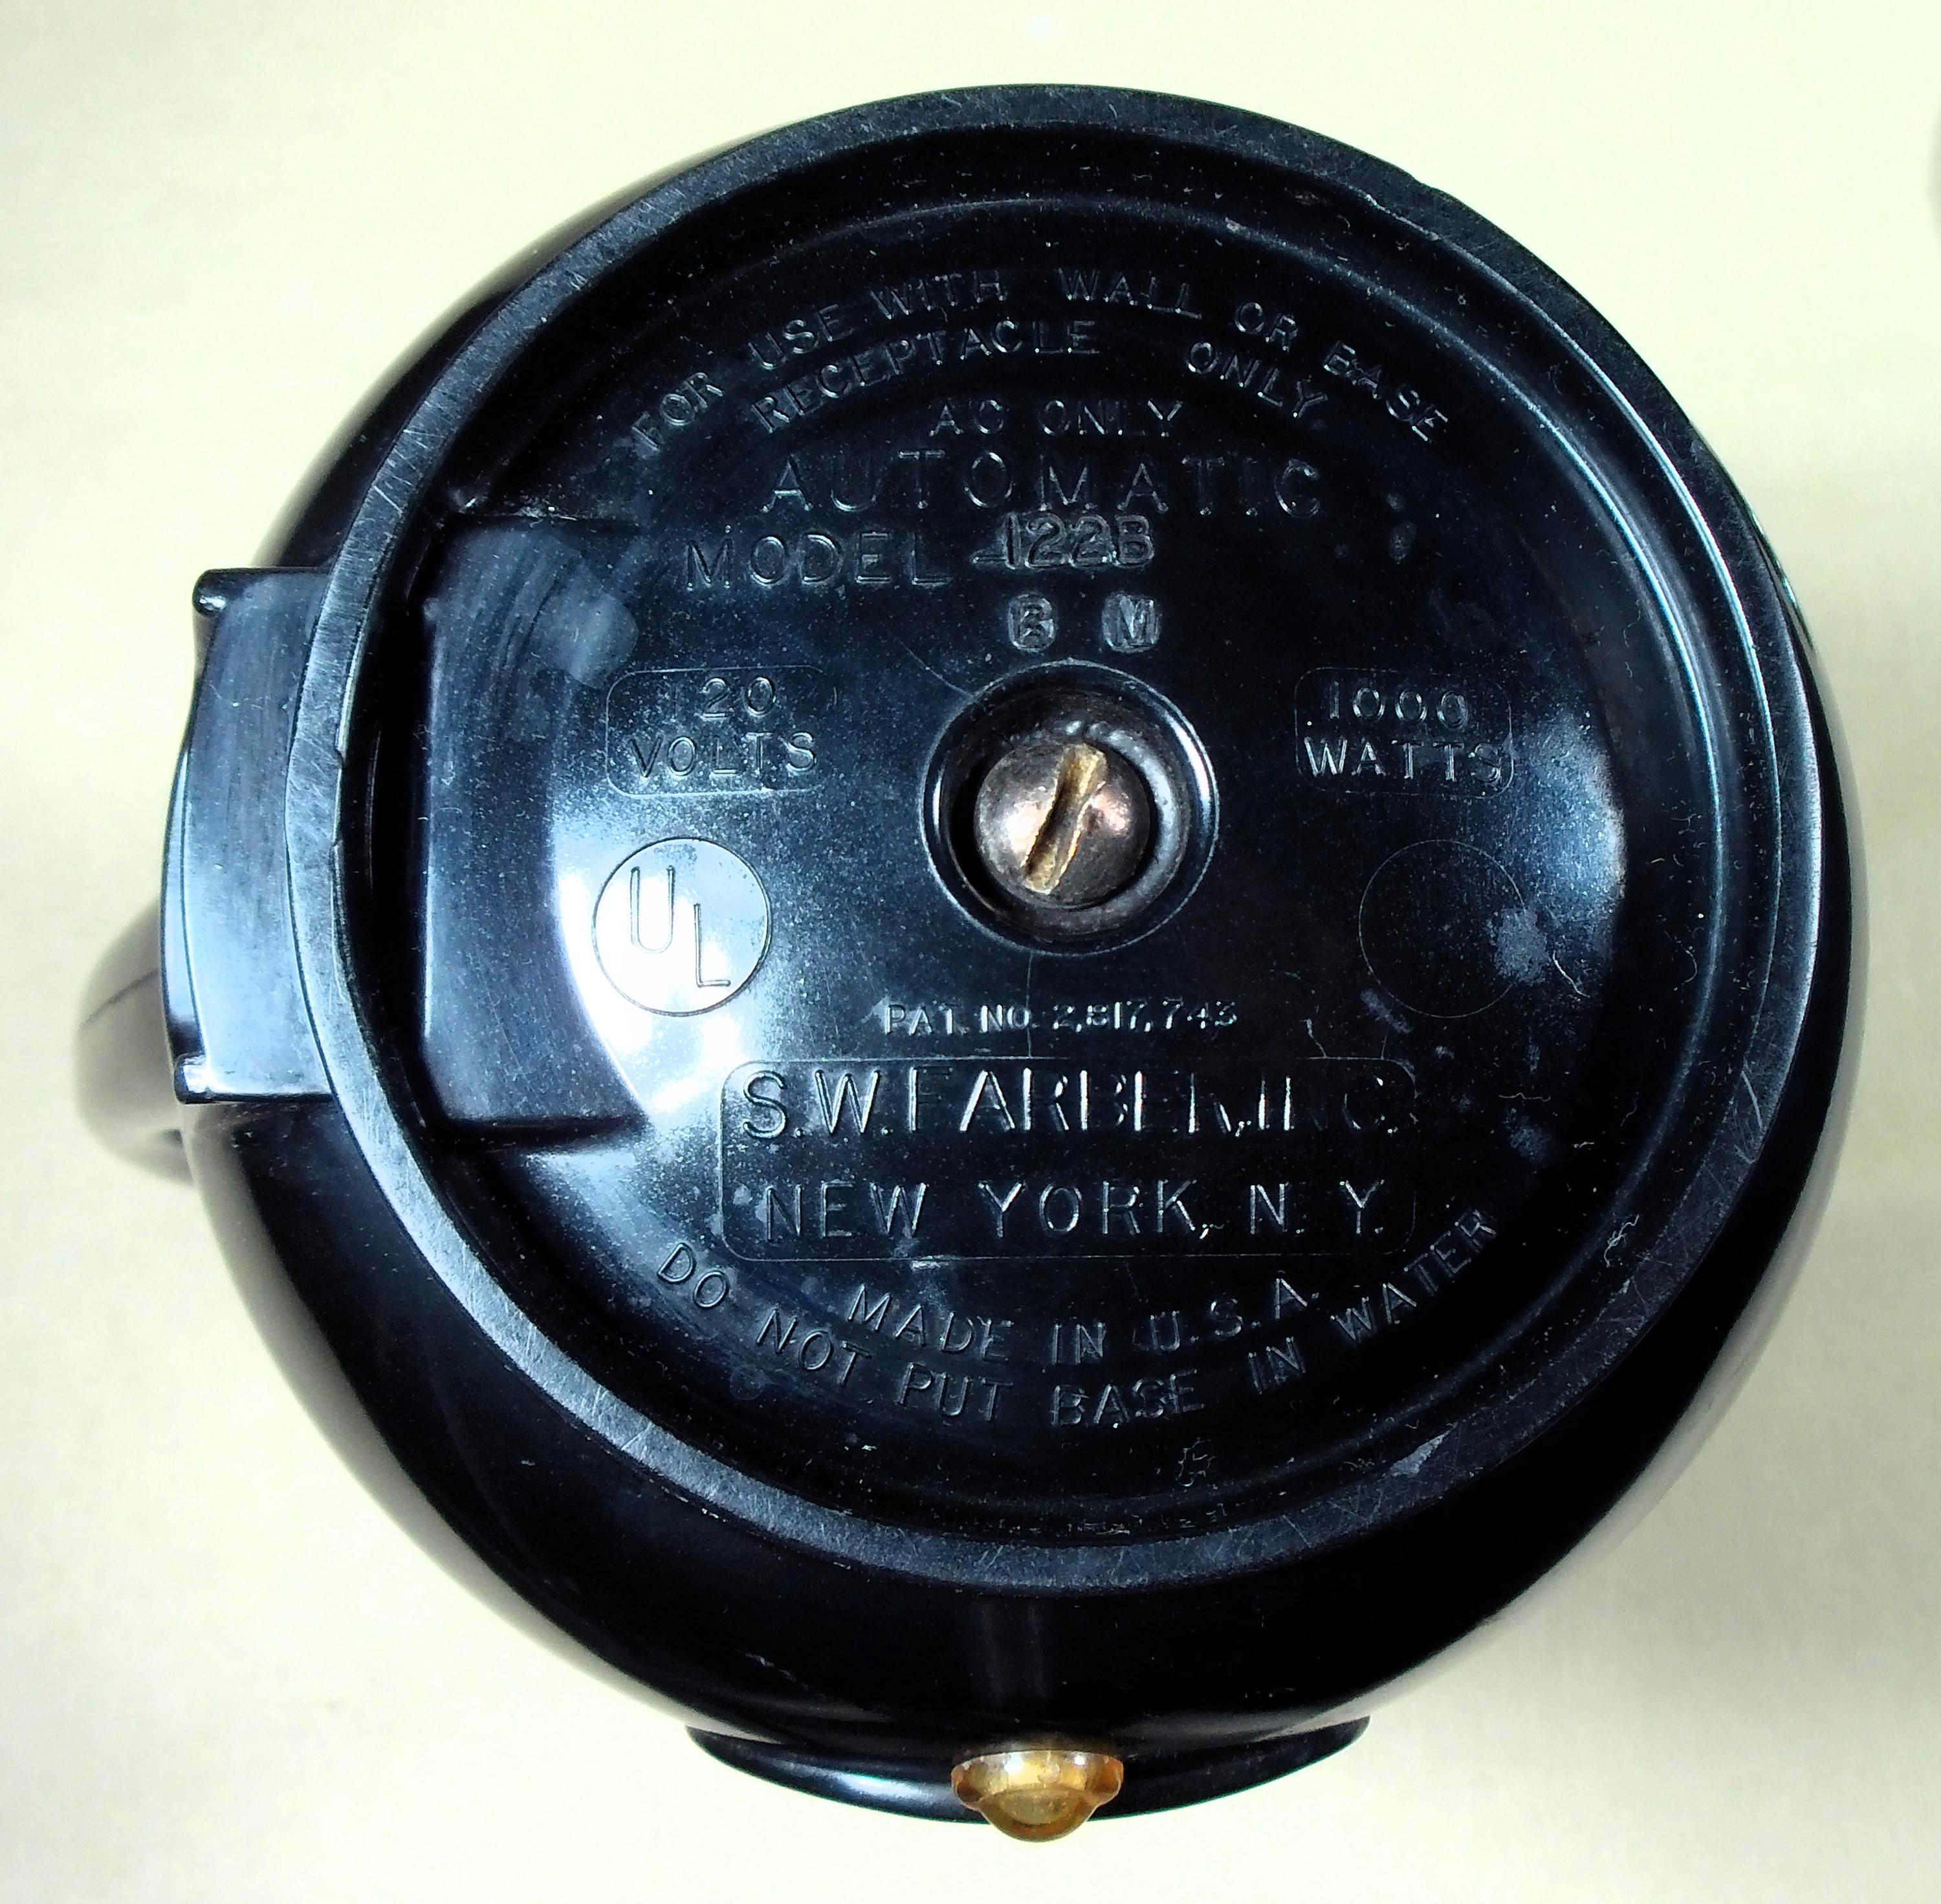 FOR USE WITH WALL OR BASE
RECEPTACLE ONLY
AC ONLY
AUTOMATIC
MODEL 122B
B M
120
VOLTS
1000
WATTS
UL
PAT. NO. 2,817,743
S.W. FARBER, INC.
NEW YORK, N. Y.
MADE IN U.S.A.
DO NOT PUT BASE IN WATER